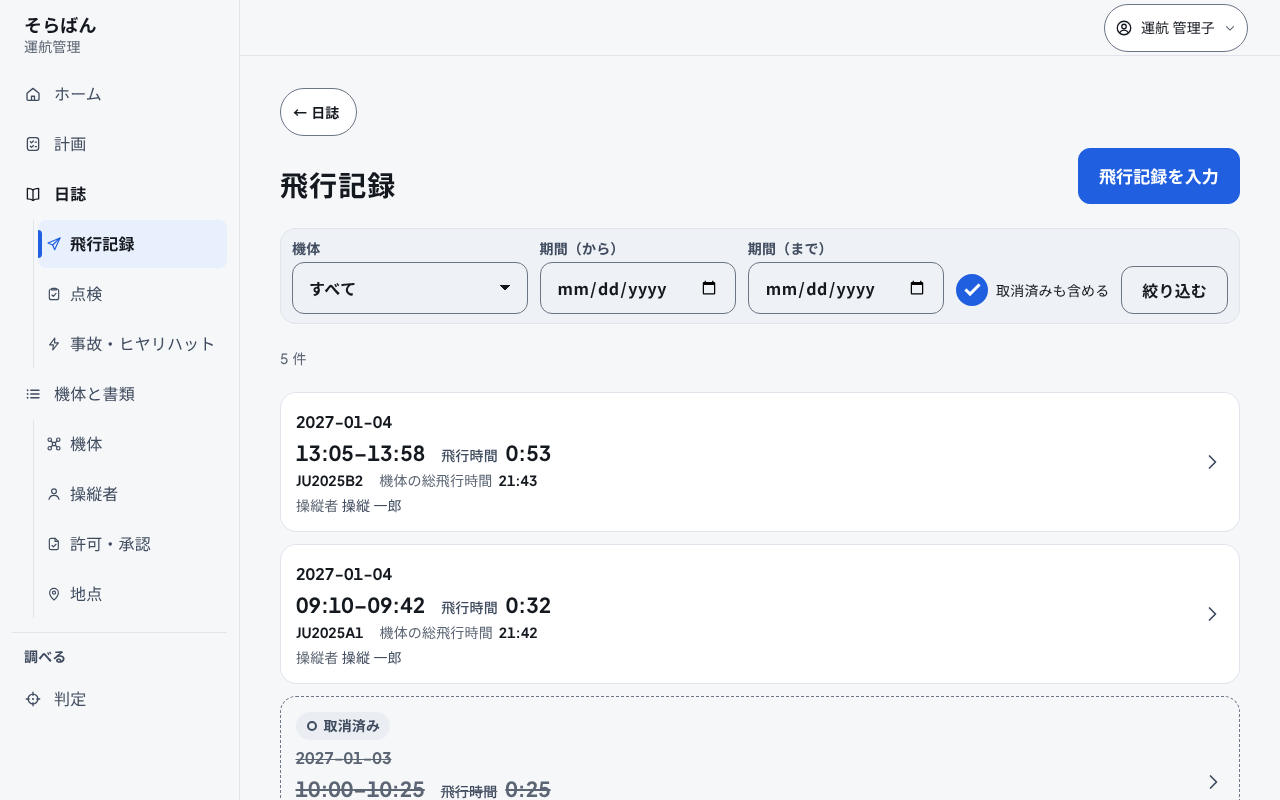 そらばん
運航管理
運航 管理子
ホーム
計画
日誌
飛行記録
点検
事故・ヒヤリハット
機体と書類
機体
操縦者
許可・承認
地点
調べる
判定
← 日誌
飛行記録
飛行記録を入力
機体
すべて
期間（から）
mm/dd/yyyy
期間（まで）
mm/dd/yyyy
取消済みも含める
絞り込む
5 件
2027-01-04
13:05–13:58 飛行時間 0:53
JU2025B2 機体の総飛行時間 21:43
操縦者 操縦 一郎
2027-01-04
09:10–09:42 飛行時間 0:32
JU2025A1 機体の総飛行時間 21:42
操縦者 操縦 一郎
取消済み
2027-01-03
10:00–10:25 飛行時間 0:25